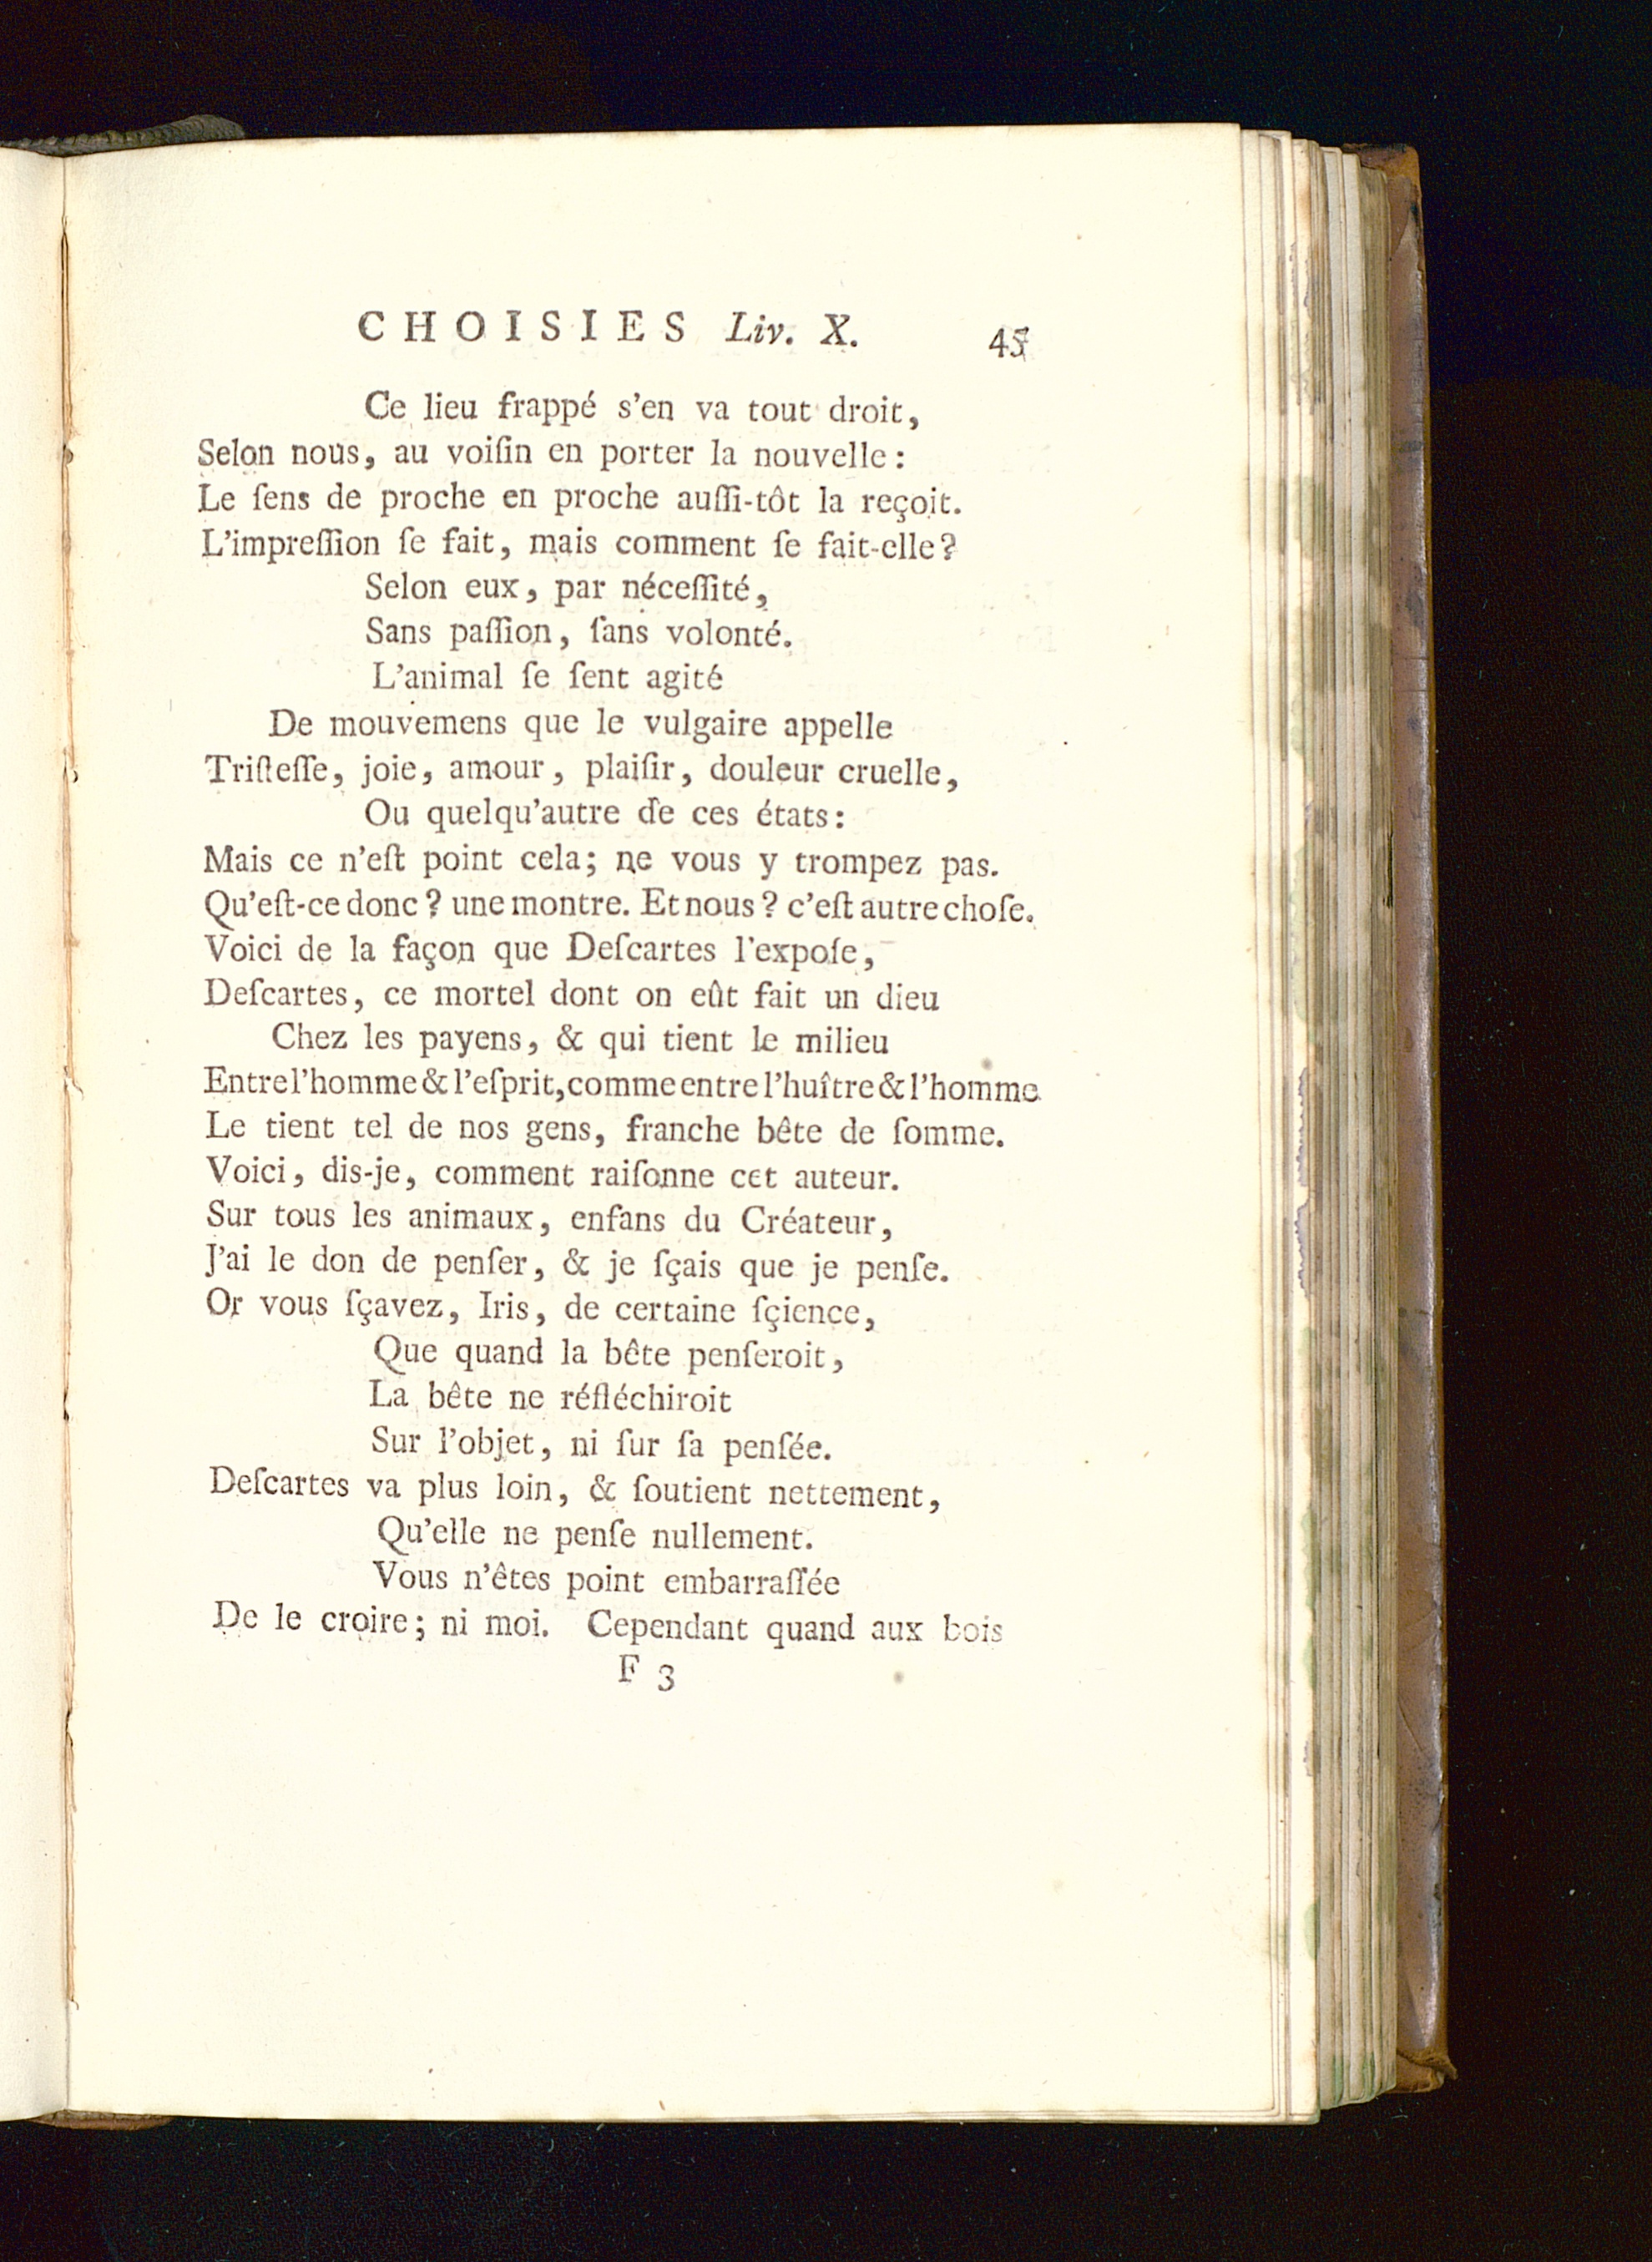 CHOISIES Liv. X. 45
Ce lieu frappé s'en va tout droit,
Selon nous, au voiſin en porter la nouvelle:
Le ſens de proche en proche auſſi-tôt la reçoit.
L'impreſſion ſe fait, mais comment ſe fait-elle?
Selon eux, par néceſſité,
Sans paſſion, ſans volonté.
L'animal ſe ſent agité
De mouvemens que le vulgaire appelle
Triſteſſe, joie, amour, plaiſir, douleur cruelle,
Ou quelqu'autre de ces états:
Mais ce n'eſt point cela; ne vous y trompez pas.
Qu'eſt-ce donc? une montre. Et nous? c'eſt autre choſe.
Voici de la façon que Deſcartes l'expoſe,
Deſcartes, ce mortel dont on eût fait un dieu
Chez les payens, & qui tient le milieu
Entre l'homme & l'eſprit, comme entre l'huître & l'homme
Le tient tel de nos gens, franche bête de ſomme.
Voici, dis-je, comment raiſonne cet auteur.
Sur tous les animaux, enfans du Créateur,
J'ai le don de penſer, & je ſçais que je penſe.
Or vous ſçavez, Iris, de certaine ſçience,
Que quand la bête penſeroit,
La bête ne réfléchiroit
Sur l'objet, ni ſur ſa penſée.
Deſcartes va plus loin, & ſoutient nettement,
Qu'elle ne penſe nullement.
Vous n'êtes point embarraſſée
De le croire; ni moi. Cependant quand aux bois
F 3